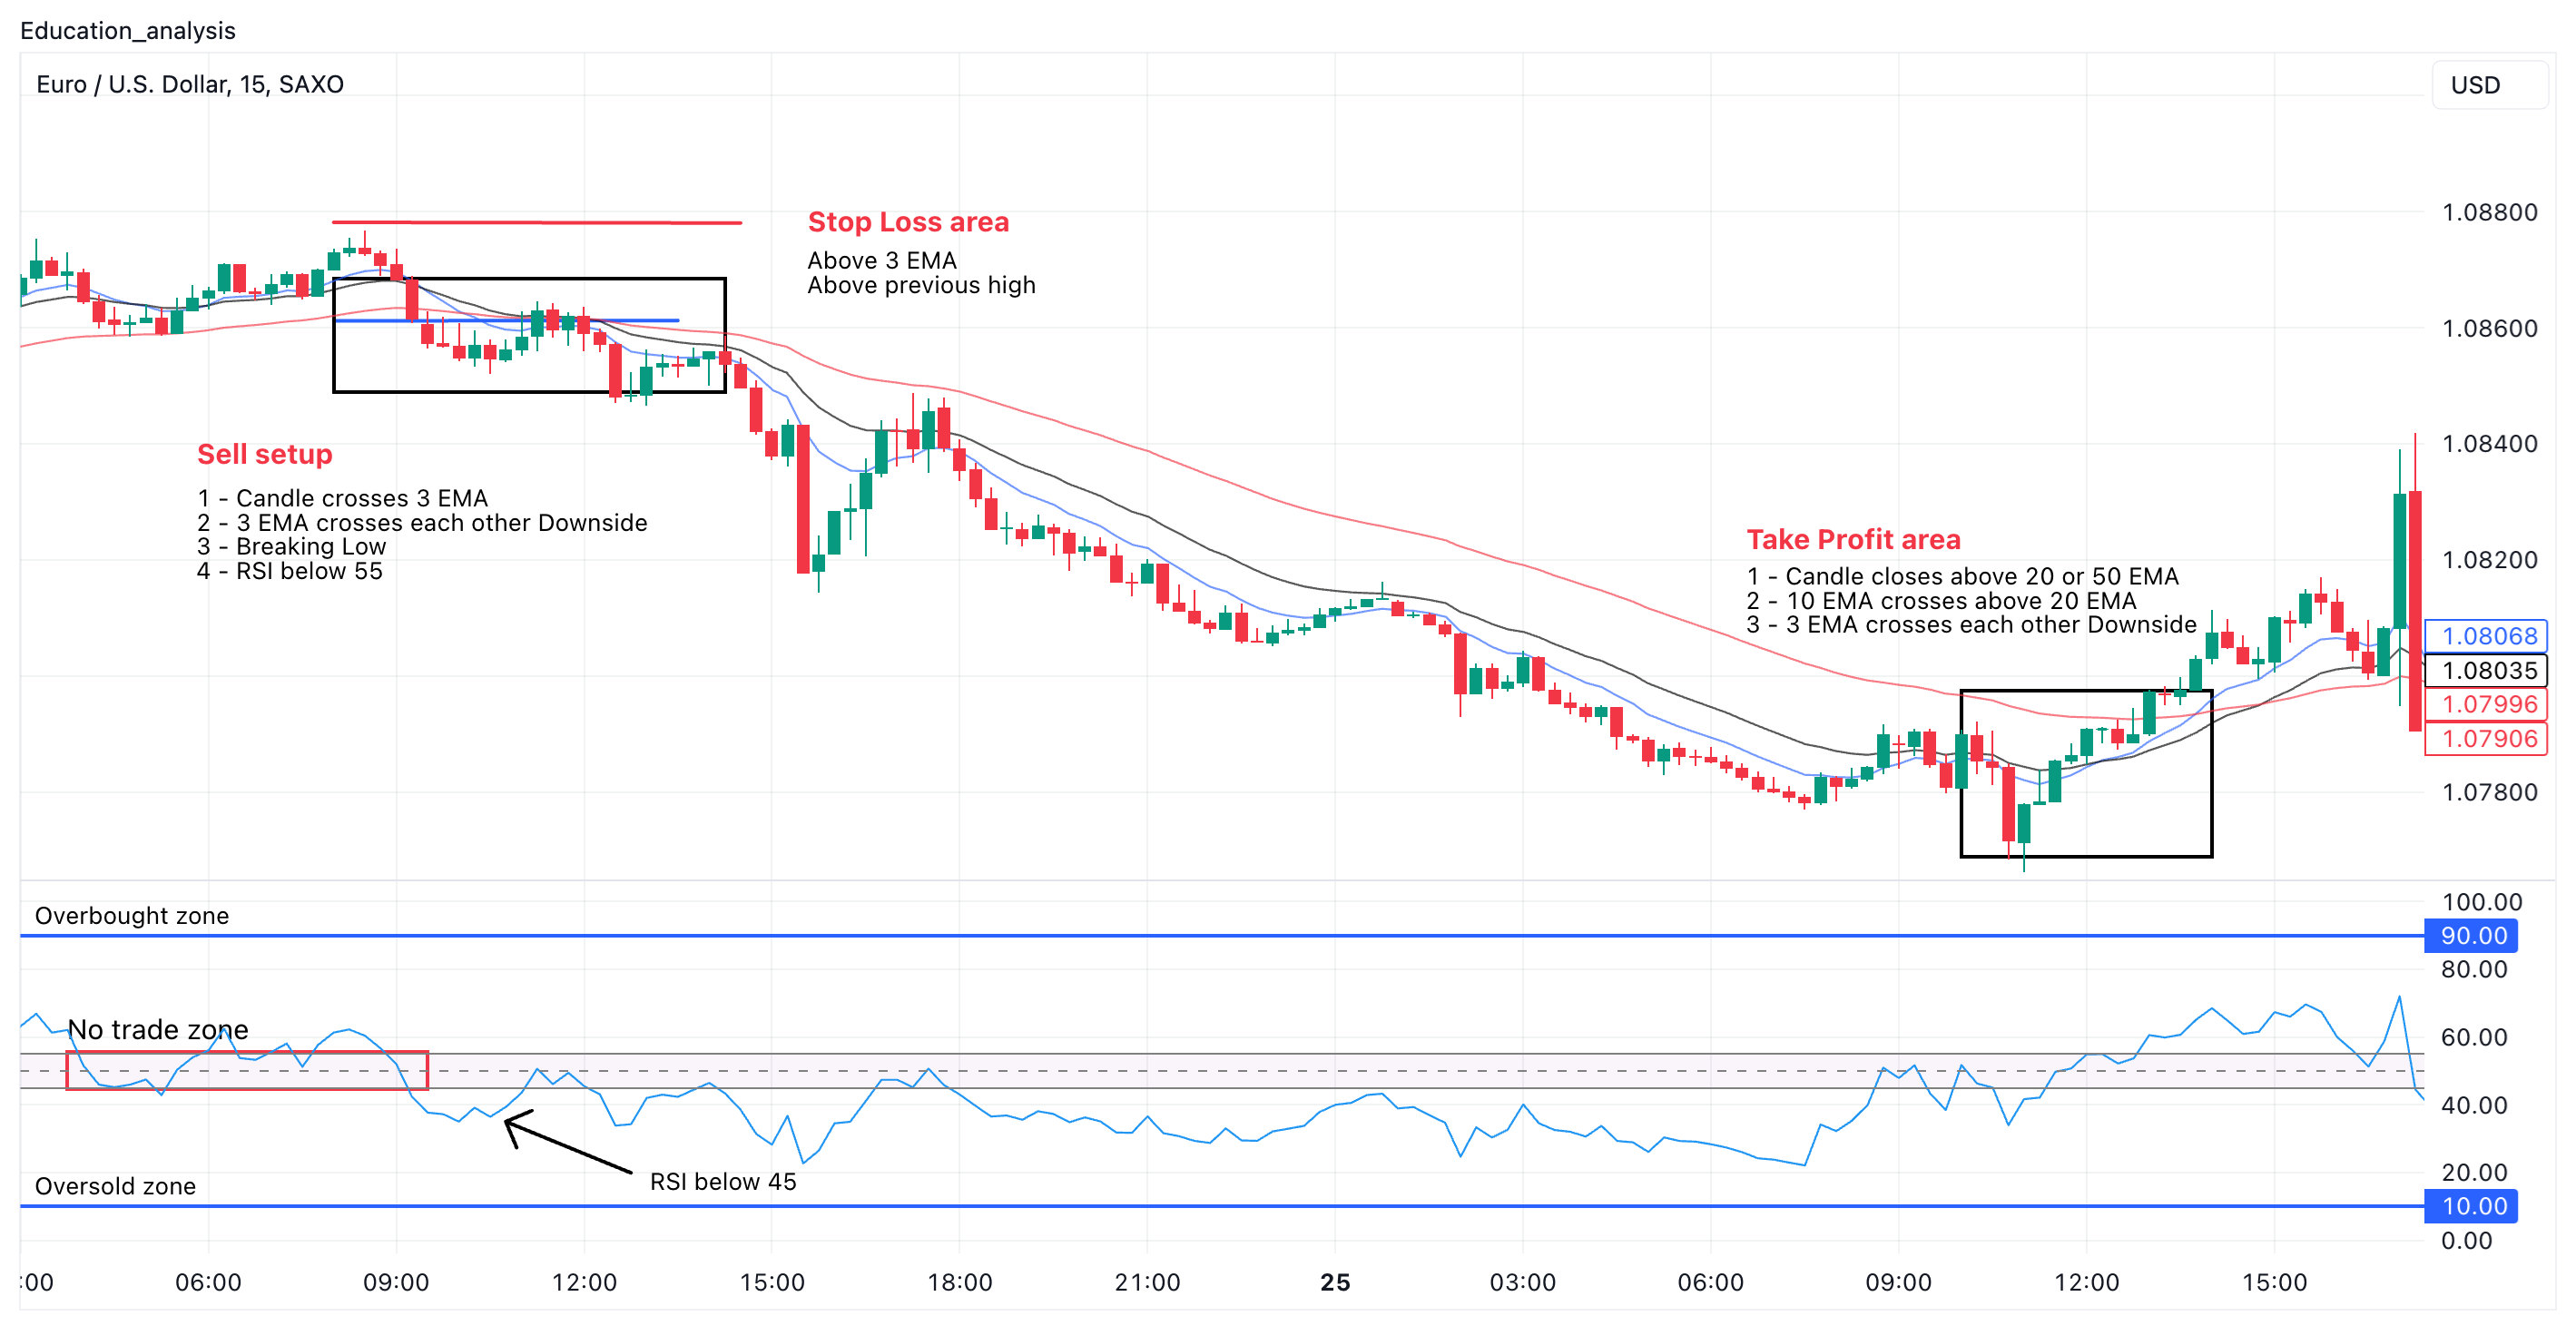 Education_analysis
Euro / U.S. Dollar, 15, SAXO
USD
Stop Loss area
Above 3 EMA
Above previous high
Sell setup
1 - Candle crosses 3 EMA
2 - 3 EMA crosses each other Downside
3 - Breaking Low
4 - RSI below 55
Take Profit area
1 - Candle closes above 20 or 50 EMA
2 - 10 EMA crosses above 20 EMA
3 - 3 EMA crosses each other Downside
1.08800
1.08600
1.08400
1.08200
1.08068
1.08035
1.07996
1.07906
1.07800
Overbought zone
No trade zone
RSI below 45
Oversold zone
100.00
90.00
80.00
60.00
40.00
20.00
10.00
0.00
:00 06:00 09:00 12:00 15:00 18:00 21:00 25 03:00 06:00 09:00 12:00 15:00